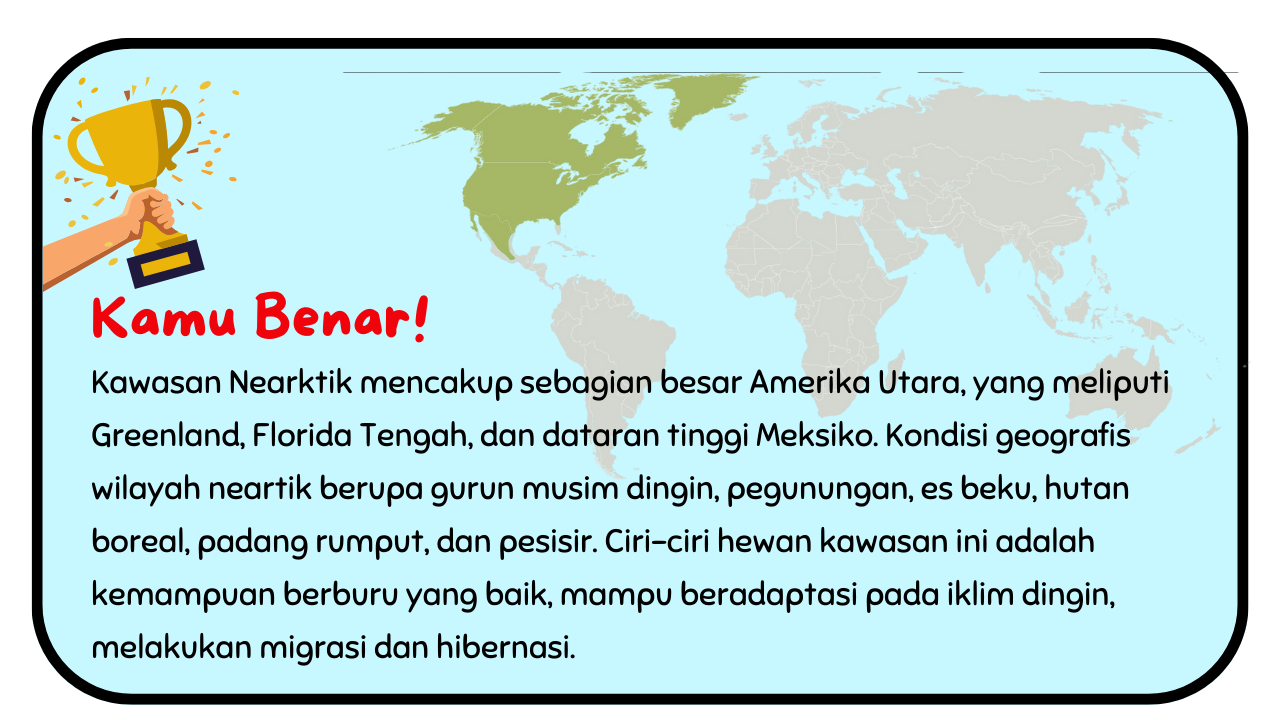 Kamu Benar!
Kawasan Nearktik mencakup sebagian besar Amerika Utara, yang meliputi
Greenland, Florida Tengah, dan dataran tinggi Meksiko. Kondisi geografis
wilayah neartik berupa gurun musim dingin, pegunungan, es beku, hutan
boreal, padang rumput, dan pesisir. Ciri-ciri hewan kawasan ini adalah
kemampuan berburu yang baik, mampu beradaptasi pada iklim dingin,
melakukan migrasi dan hibernasi.